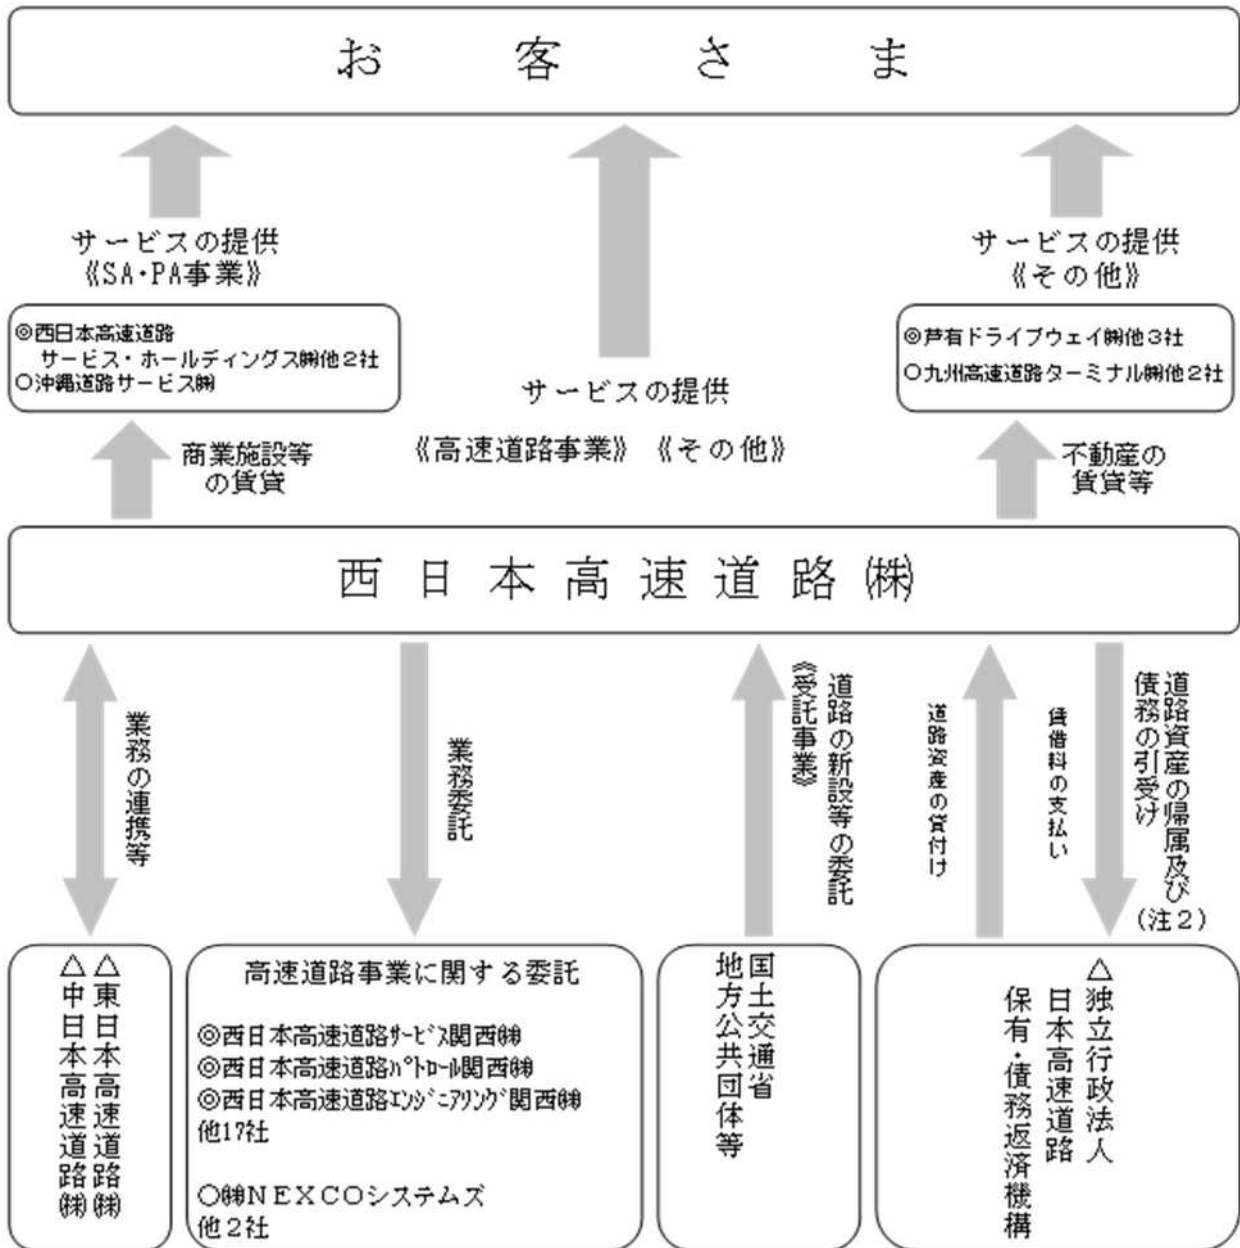 お客さま
サービスの提供
《SA・PA事業》
サービスの提供
《その他》
◎西日本高速道路
サービス・ホールディングス㈱他２社
○沖縄道路サービス㈱
◎芦有ドライブウェイ㈱他３社
○九州高速道路ターミナル㈱他２社
サービスの提供
《高速道路事業》《その他》
商業施設等
の賃貸
不動産の
賃貸等
西日本高速道路㈱
業務の連携等
業務委託
道路の新設等の委託
《受託事業》
道路資産の貸付け
賃借料の支払い
道路資産の帰属及び
債務の引受け
(注２)
△東日本高速道路㈱
△中日本高速道路㈱
高速道路事業に関する委託
◎西日本高速道路ｻｰﾋﾞｽ関西㈱
◎西日本高速道路ﾊﾟﾄﾛｰﾙ関西㈱
◎西日本高速道路ｴﾝｼﾞﾆｱﾘﾝｸﾞ関西㈱
他17社
○㈱ＮＥＸＣＯシステムズ
他２社
国土交通省
地方公共団体等
△独立行政法人
日本高速道路
保有・債務返済機構